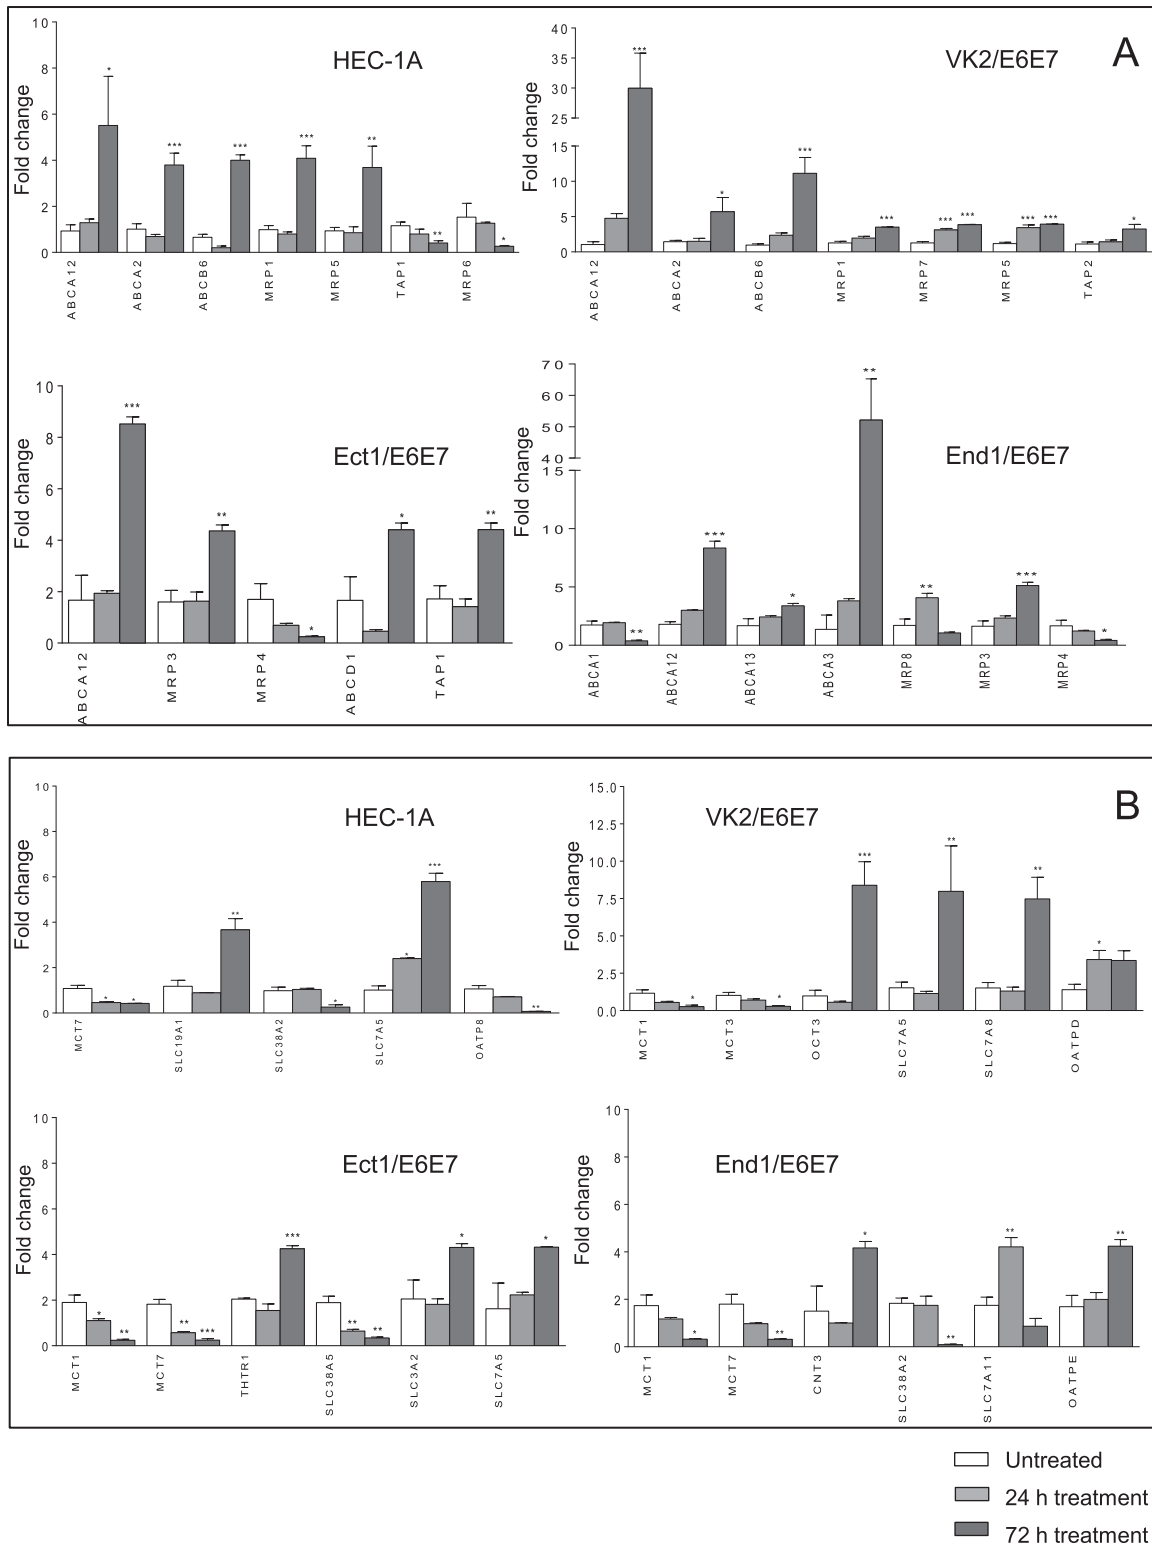 A
HEC-1A
Fold change
10
8
6
4
2
0
* *** *** *** ** ** *
ABCA12 ABCA2 ABCB6 MRP1 MRP5 TAP1 MRP6
VK2/E6E7
Fold change
40
35
30
25
15
10
5
0
*** * *** *** *** *** *** *** *
ABCA12 ABCA2 ABCB6 MRP1 MRP7 MRP5 TAP2
Ect1/E6E7
Fold change
10
8
6
4
2
0
*** ** * * **
ABCA12 MRP3 MRP4 ABCD1 TAP1
End1/E6E7
Fold change
70
60
50
40
15
10
5
0
** *** * ** ** *** *
ABCA1 ABCA12 ABCA13 ABCA3 MRP8 MRP3 MRP4
B
HEC-1A
Fold change
10
8
6
4
2
0
* * ** * * *** **
MCT7 SLC19A1 SLC38A2 SLC7A5 OATP8
VK2/E6E7
Fold change
15.0
12.5
10.0
7.5
5.0
2.5
0.0
* * *** ** ** *
MCT1 MCT3 OCT3 SLC7A5 SLC7A8 OATPD
Ect1/E6E7
Fold change
10
8
6
4
2
0
* ** ** *** *** ** ** * *
MCT1 MCT7 THTR1 SLC38A5 SLC3A2 SLC7A5
End1/E6E7
Fold change
10
8
6
4
2
0
* ** * ** ** **
MCT1 MCT7 CNT3 SLC38A2 SLC7A11 OATPE
Untreated
24 h treatment
72 h treatment